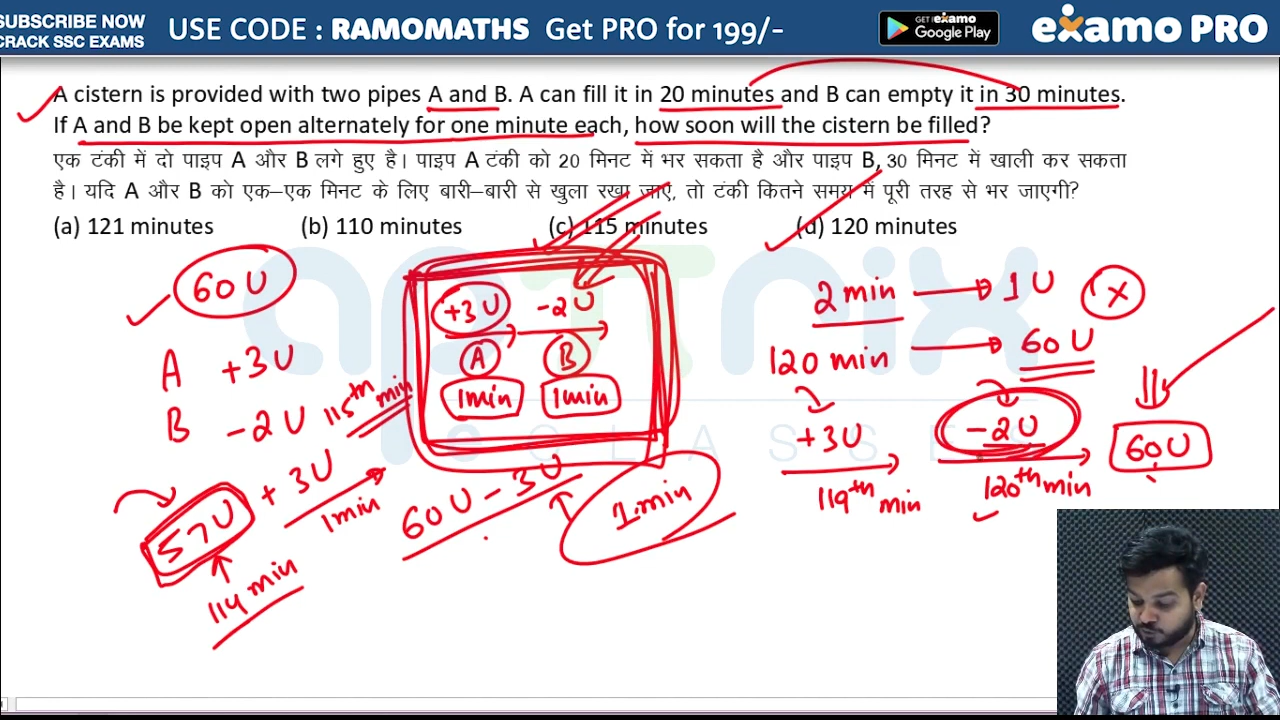 SUBSCRIBE NOW
CRACK SSC EXAMS
USE CODE : RAMOMATHS Get PRO for 199/-
GET IT ON examo
Google Play
examo PRO
A cistern is provided with two pipes A and B. A can fill it in 20 minutes and B can empty it in 30 minutes.
If A and B be kept open alternately for one minute each, how soon will the cistern be filled?
एक टंकी में दो पाइप A और B लगे हुए है। पाइप A टंकी को 20 मिनट में भर सकता है और पाइप B, 30 मिनट में खाली कर सकता
है। यदि A और B को एक–एक मिनट के लिए बारी–बारी से खुला रखा जाए, तो टंकी कितने समय में पूरी तरह से भर जाएगी?
(a) 121 minutes (b) 110 minutes (c) 115 minutes (d) 120 minutes
60 U
A +3U
B -2U
115th min
57U + 3U
1min
114 min
+3U -2U
A B
1min 1min
60U - 3U
1 min
2 min → 1U ×
120 min → 60 U
+3U -2U 60U
119th min 120th min
CLASSES